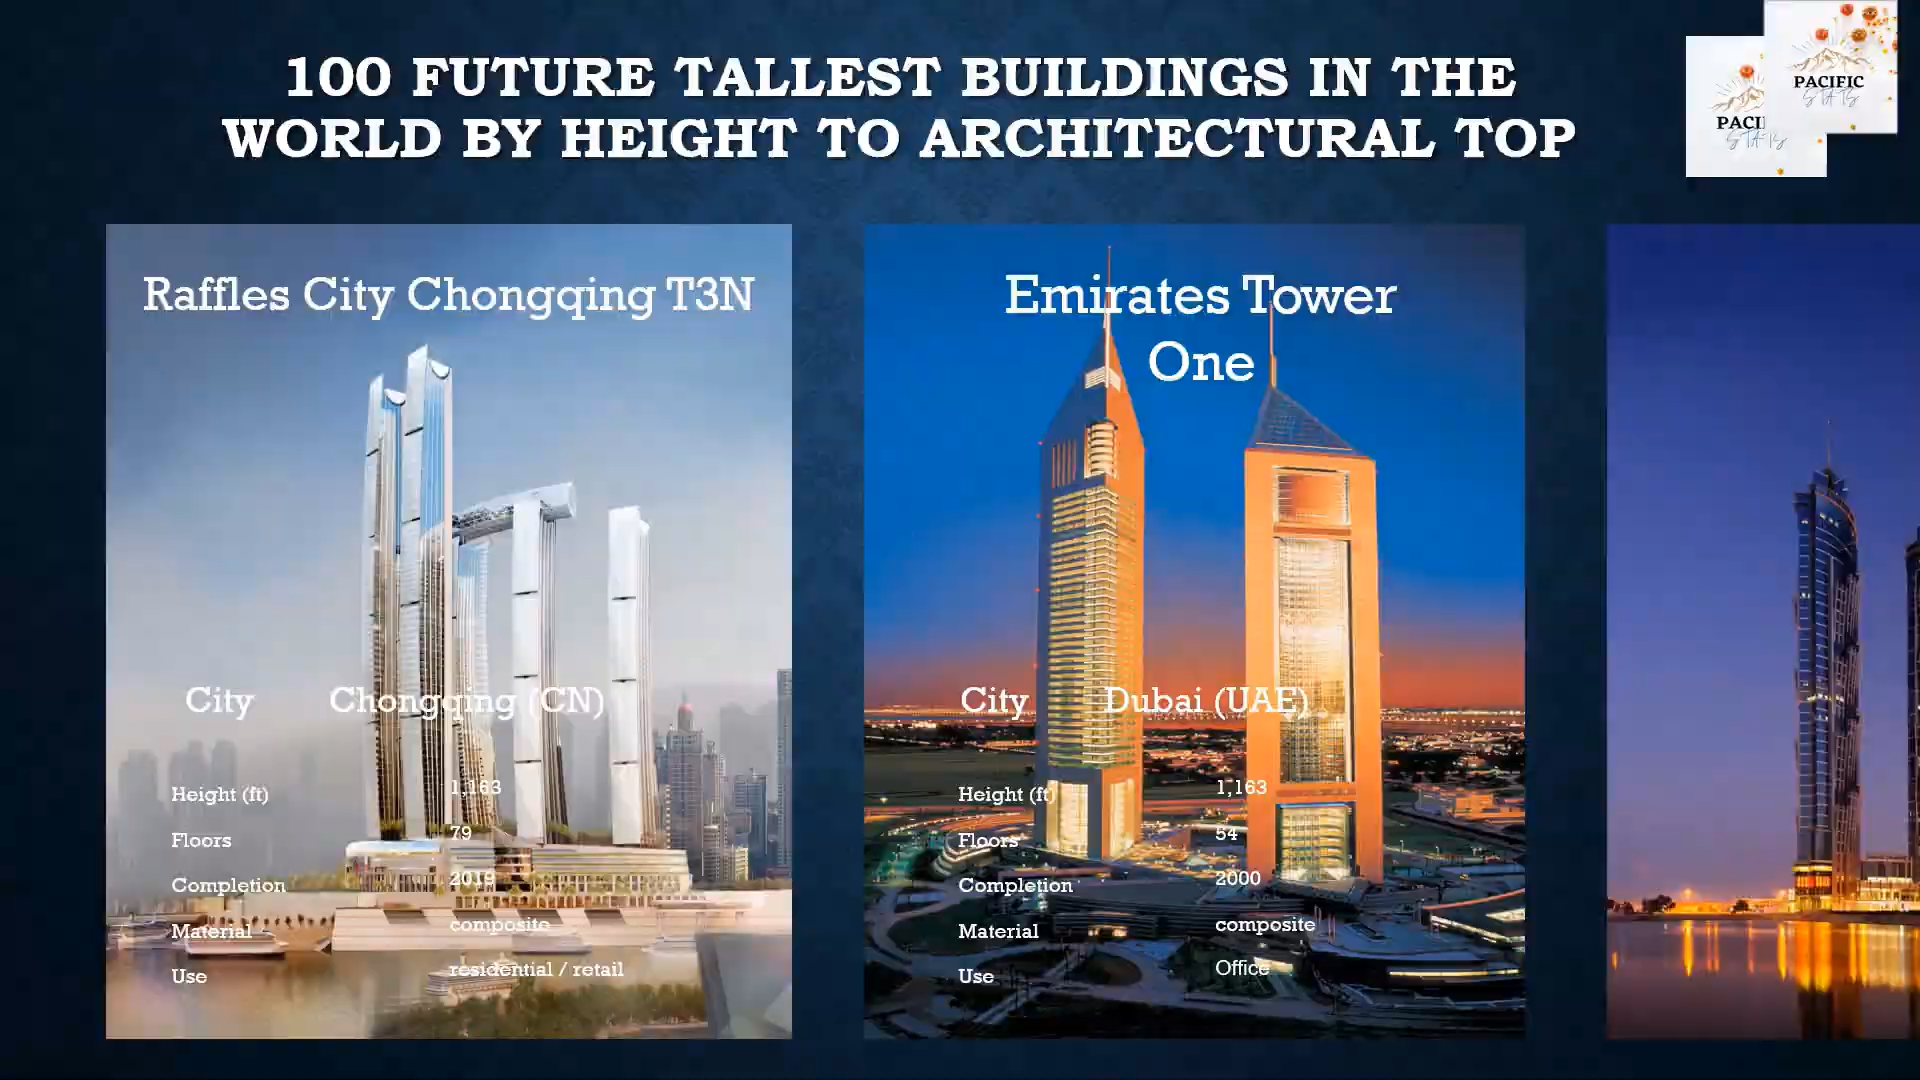 100 FUTURE TALLEST BUILDINGS IN THE
WORLD BY HEIGHT TO ARCHITECTURAL TOP
PACIFIC
STATS
PACI
STATS
Raffles City Chongqing T3N
City Chongqing (CN)
Height (ft) 1,163
Floors 79
Completion 2019
Material composite
Use residential / retail
Emirates Tower
One
City Dubai (UAE)
Height (ft) 1,163
Floors 54
Completion 2000
Material composite
Use Office